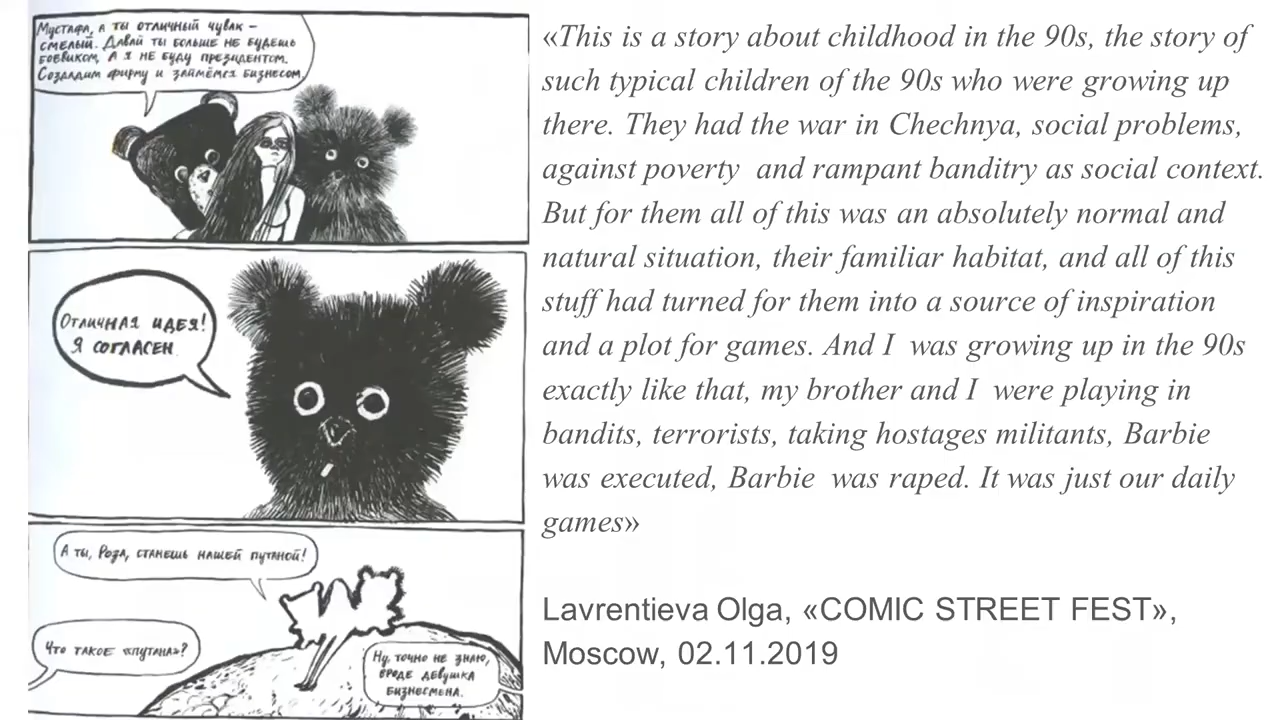 Мустафа, а ты отличный чувак –
смелый. Давай ты больше не будешь
боевиком, а я не буду президентом.
Создадим фирму и займёмся бизнесом.
Отличная идея!
Я согласен.
А ты, Роза, станешь нашей путаной!
Что такое «путана»?
Ну, точно не знаю,
вроде девушка
бизнесмена.
«This is a story about childhood in the 90s, the story of
such typical children of the 90s who were growing up
there. They had the war in Chechnya, social problems,
against poverty and rampant banditry as social context.
But for them all of this was an absolutely normal and
natural situation, their familiar habitat, and all of this
stuff had turned for them into a source of inspiration
and a plot for games. And I was growing up in the 90s
exactly like that, my brother and I were playing in
bandits, terrorists, taking hostages militants, Barbie
was executed, Barbie was raped. It was just our daily
games»
Lavrentieva Olga, «COMIC STREET FEST»,
Moscow, 02.11.2019